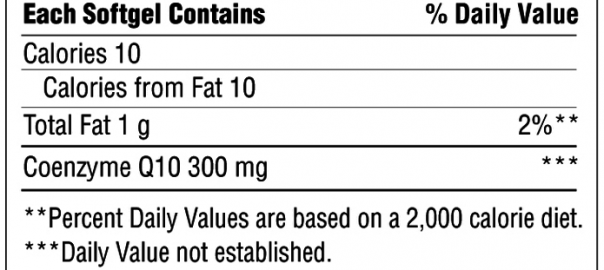 Each Softgel Contains % Daily Value
Calories 10
Calories from Fat 10
Total Fat 1 g 2%**
Coenzyme Q10 300 mg ***
**Percent Daily Values are based on a 2,000 calorie diet.
***Daily Value not established.